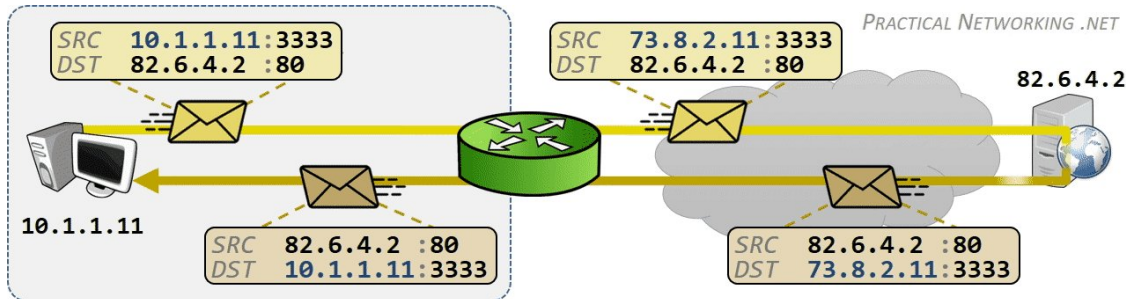 PRACTICAL NETWORKING .NET
SRC 10.1.1.11:3333
DST 82.6.4.2 :80
SRC 73.8.2.11:3333
DST 82.6.4.2 :80
82.6.4.2
10.1.1.11
SRC 82.6.4.2 :80
DST 10.1.1.11:3333
SRC 82.6.4.2 :80
DST 73.8.2.11:3333